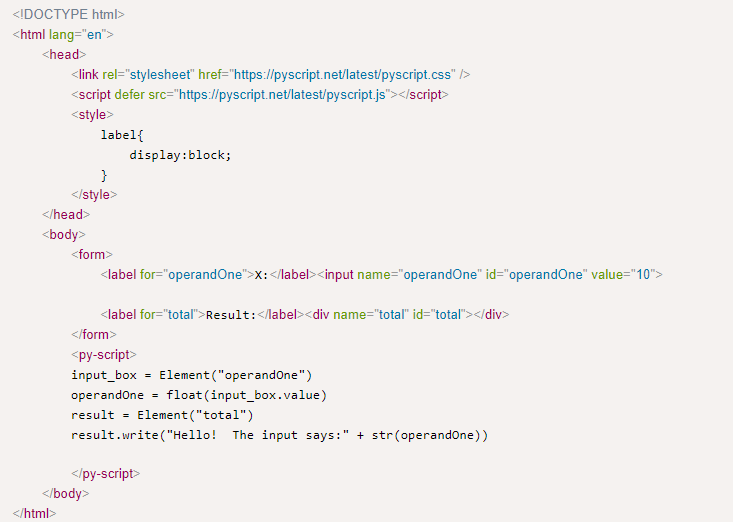 <!DOCTYPE html>
<html lang="en">
<head>
<link rel="stylesheet" href="https://pyscript.net/latest/pyscript.css" />
<script defer src="https://pyscript.net/latest/pyscript.js"></script>
<style>
label{
display:block;
}
</style>
</head>
<body>
<form>
<label for="operandOne">X:</label><input name="operandOne" id="operandOne" value="10">
<label for="total">Result:</label><div name="total" id="total"></div>
</form>
<py-script>
input_box = Element("operandOne")
operandOne = float(input_box.value)
result = Element("total")
result.write("Hello!  The input says:" + str(operandOne))
</py-script>
</body>
</html>